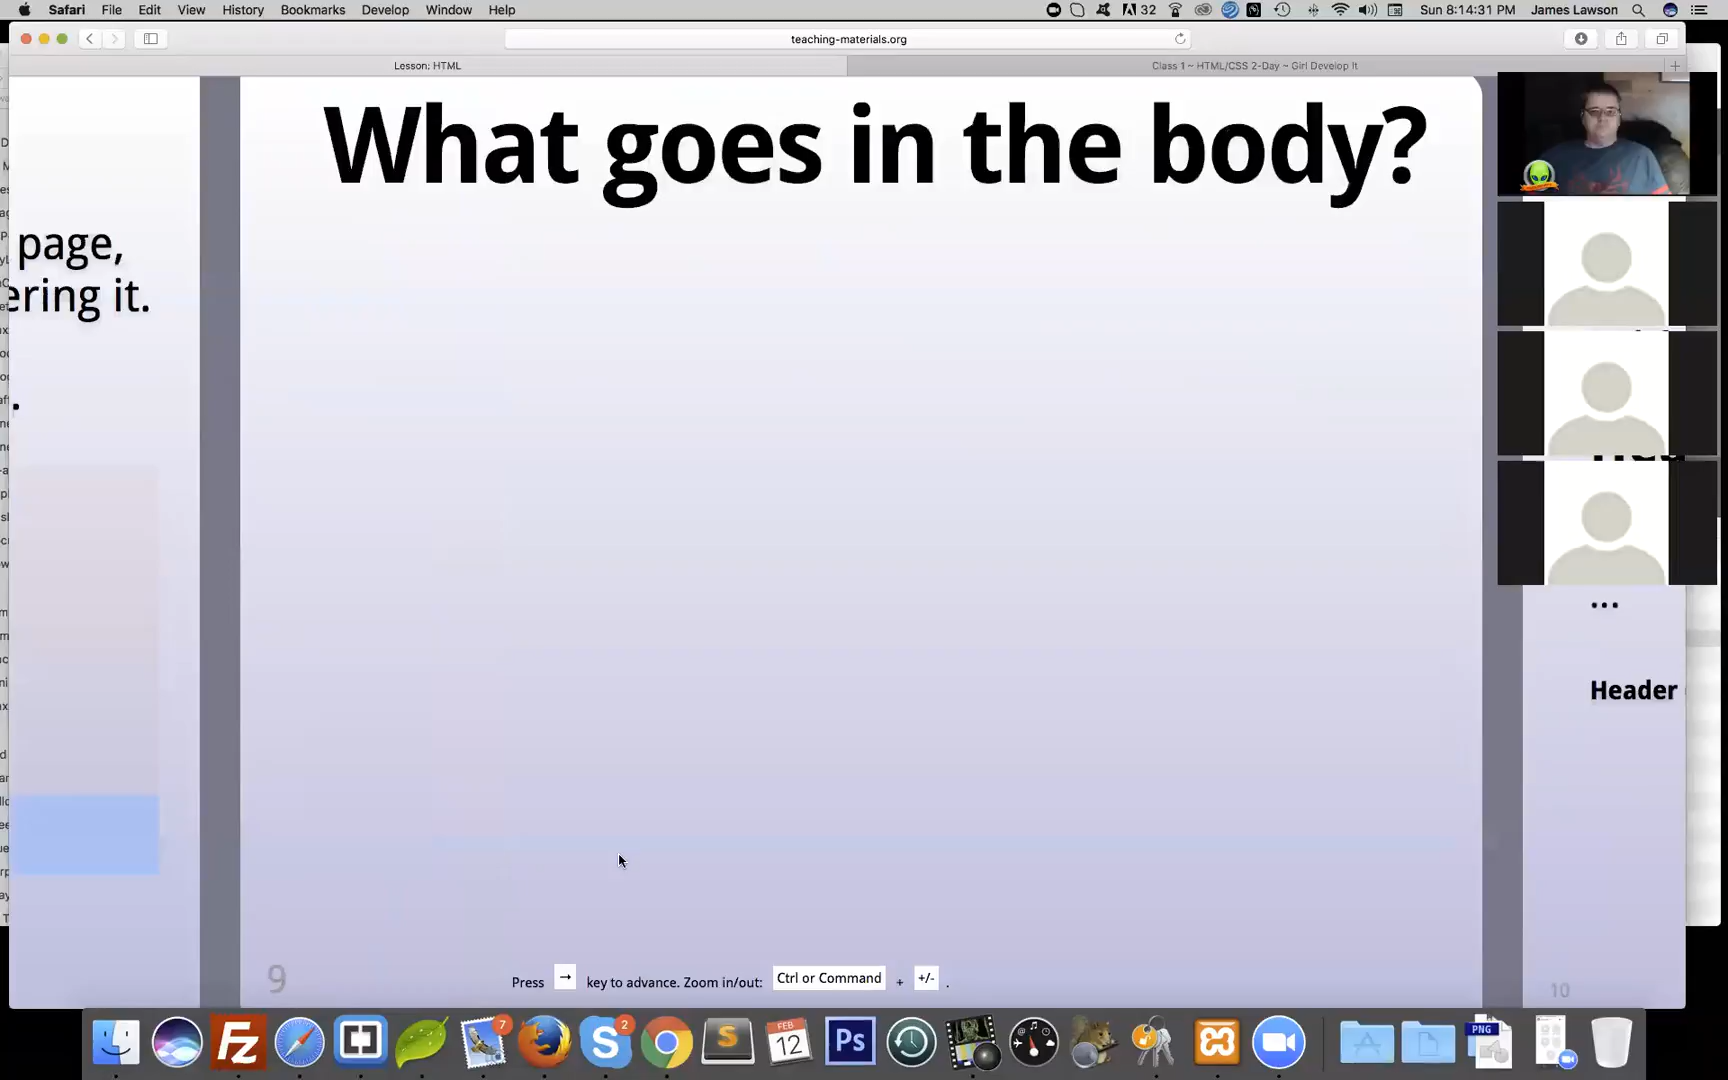 Safari File Edit View History Bookmarks Develop Window Help 32 Sun 8:14:31 PM James Lawson
teaching-materials.org
Lesson: HTML Class 1 ~ HTML/CSS 2-Day ~ Girl Develop It
What goes in the body?
page,
ering it.
.
...
Header
9
Press → key to advance. Zoom in/out: Ctrl or Command + +/- .
10
7
2
FEB
12
Ps
PNG